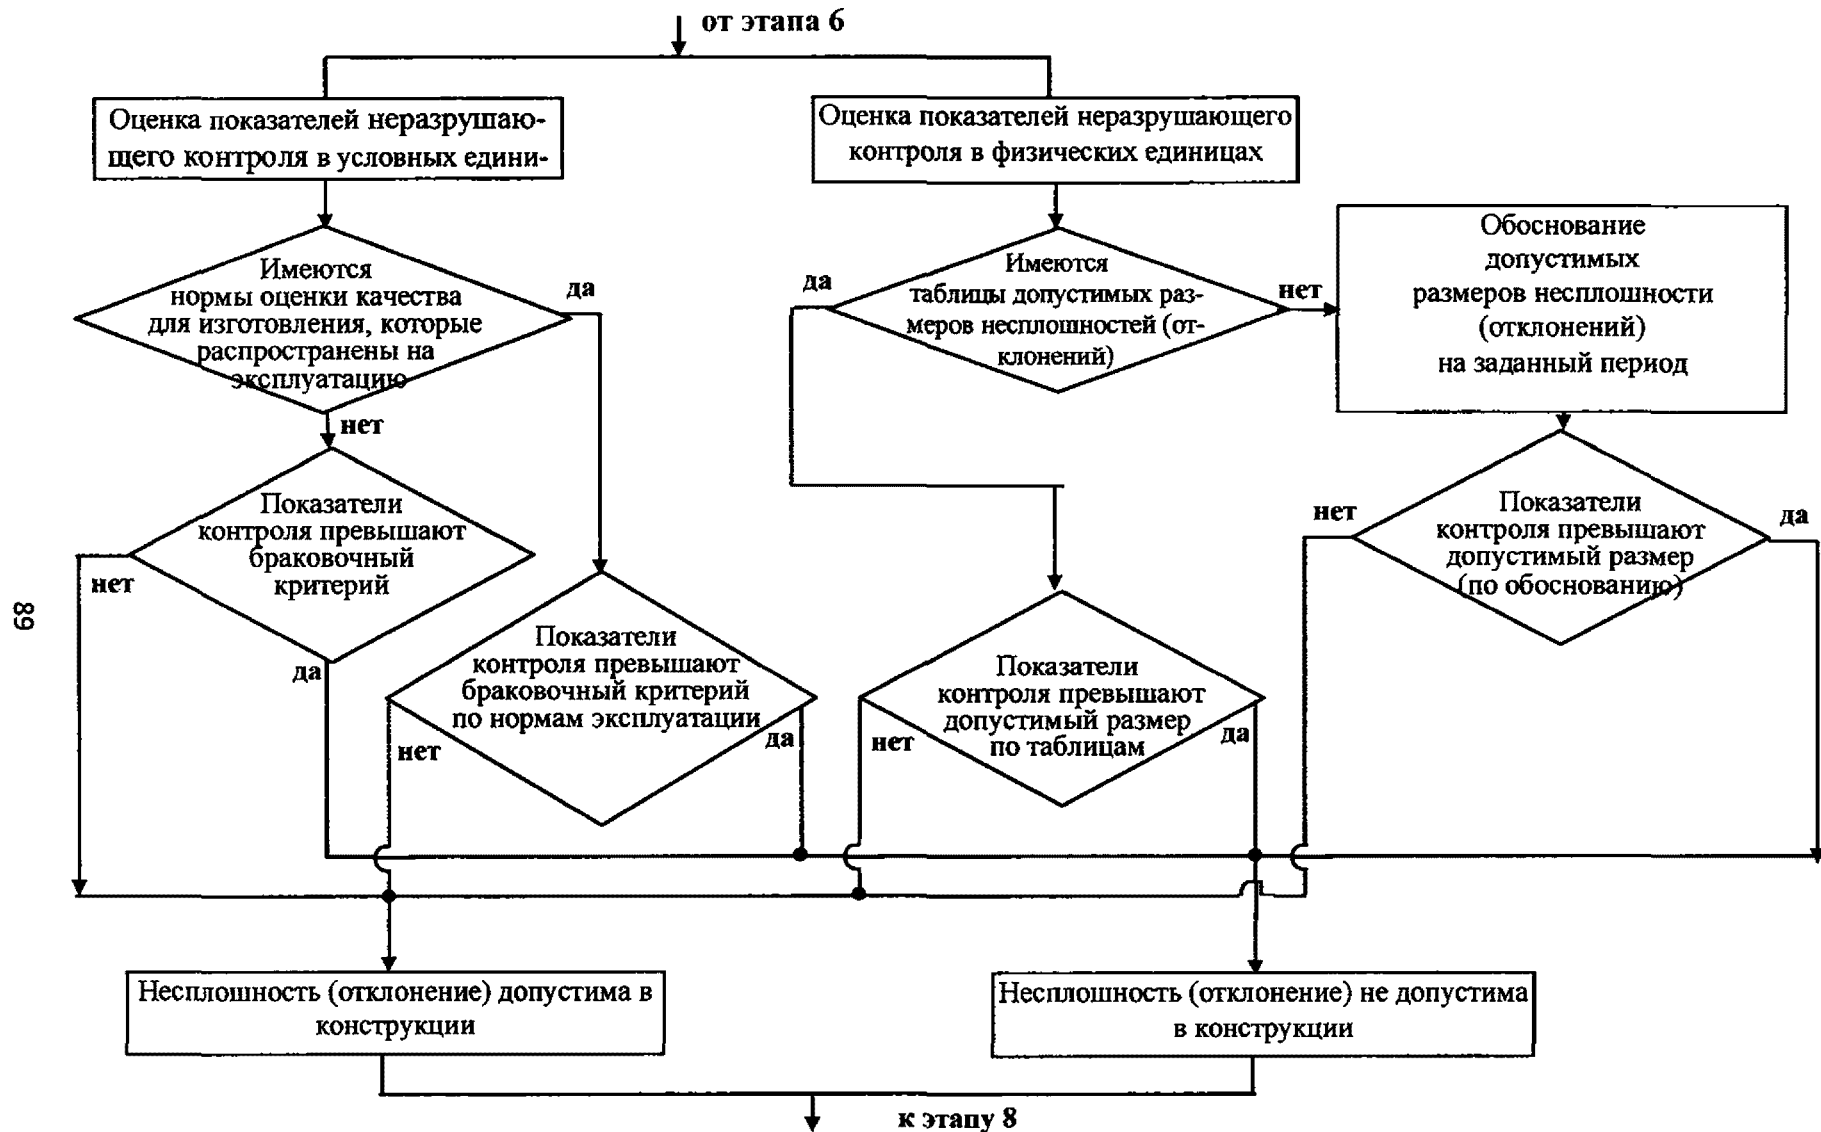 от этапа 6
Оценка показателей неразрушаю-
щего контроля в условных едини-
Оценка показателей неразрушающего
контроля в физических единицах
Имеются
нормы оценки качества
для изготовления, которые
распространены на
эксплуатацию
да
нет
да
Имеются
таблицы допустимых раз-
меров несплошностей (от-
клонений)
нет
Обоснование
допустимых
размеров несплошности
(отклонений)
на заданный период
Показатели
контроля превышают
браковочный
критерий
нет
да
Показатели
контроля превышают
браковочный критерий
по нормам эксплуатации
нет
да
Показатели
контроля превышают
допустимый размер
по таблицам
нет
да
нет
Показатели
контроля превышают
допустимый размер
(по обоснованию)
да
89
Несплошность (отклонение) допустима в
конструкции
Несплошность (отклонение) не допустима
в конструкции
к этапу 8